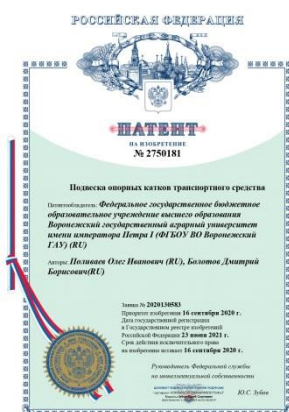 РОССИЙСКАЯ ФЕДЕРАЦИЯ
ПАТЕНТ
НА ИЗОБРЕТЕНИЕ
№ 2750181
Подвеска опорных катков транспортного средства
Патентообладатель: Федеральное государственное бюджетное
образовательное учреждение высшего образования
Воронежский государственный аграрный университет
имени императора Петра I (ФГБОУ ВО Воронежский
ГАУ) (RU)
Авторы: Поливаев Олег Иванович (RU), Болотов Дмитрий
Борисович(RU)
Заявка № 2020130583
Приоритет изобретения 16 сентября 2020 г.
Дата государственной регистрации
в Государственном реестре изобретений
Российской Федерации 23 июня 2021 г.
Срок действия исключительного права
на изобретение истекает 16 сентября 2040 г.
Руководитель Федеральной службы
по интеллектуальной собственности